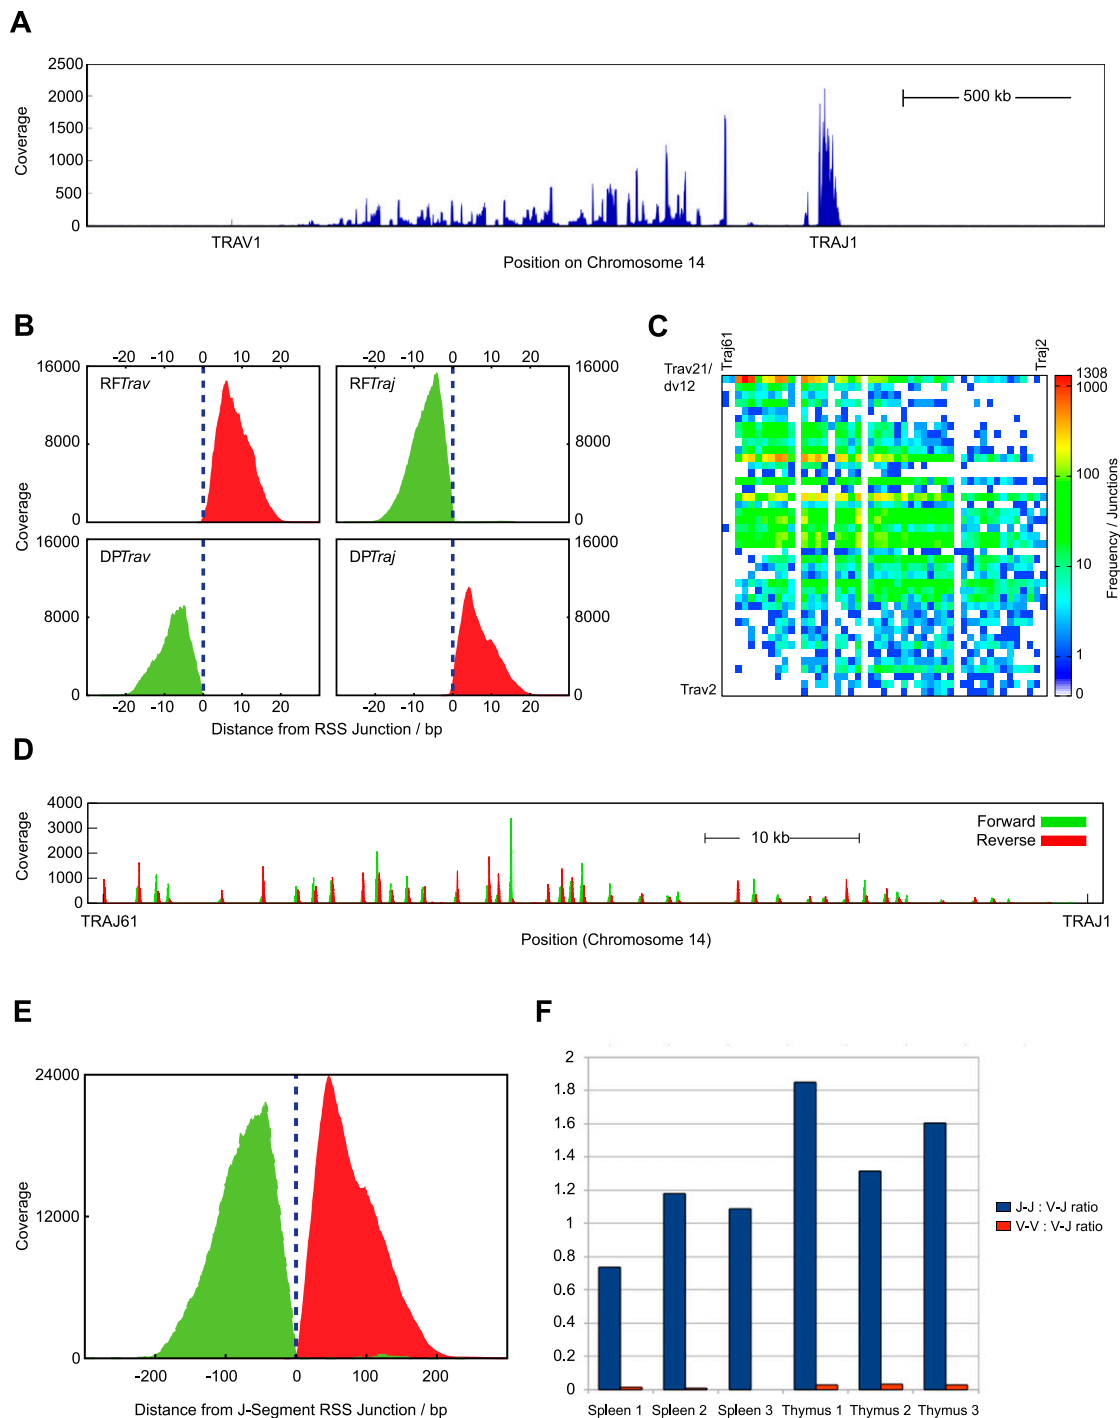 A
2500
2000
1500
1000
500
0
Coverage
500 kb
TRAV1
TRAJ1
Position on Chromosome 14
B
-20 -10 0 10 20
-20 -10 0 10 20
16000
8000
0
RFTrav
RFTraj
16000
8000
0
Coverage
16000
8000
0
DPTrav
DPTraj
16000
8000
0
-20 -10 0 10 20
-20 -10 0 10 20
Distance from RSS Junction / bp
C
Traj61
Traj2
Trav21/
dv12
Trav2
1308
1000
100
10
1
0
Frequency / Junctions
D
4000
3000
2000
1000
0
Coverage
10 kb
Forward
Reverse
TRAJ61
TRAJ1
Position (Chromosome 14)
E
24000
12000
0
Coverage
-200 -100 0 100 200
Distance from J-Segment RSS Junction / bp
F
2
1.8
1.6
1.4
1.2
1
0.8
0.6
0.4
0.2
0
Spleen 1 Spleen 2 Spleen 3 Thymus 1 Thymus 2 Thymus 3
J-J : V-J ratio
V-V : V-J ratio